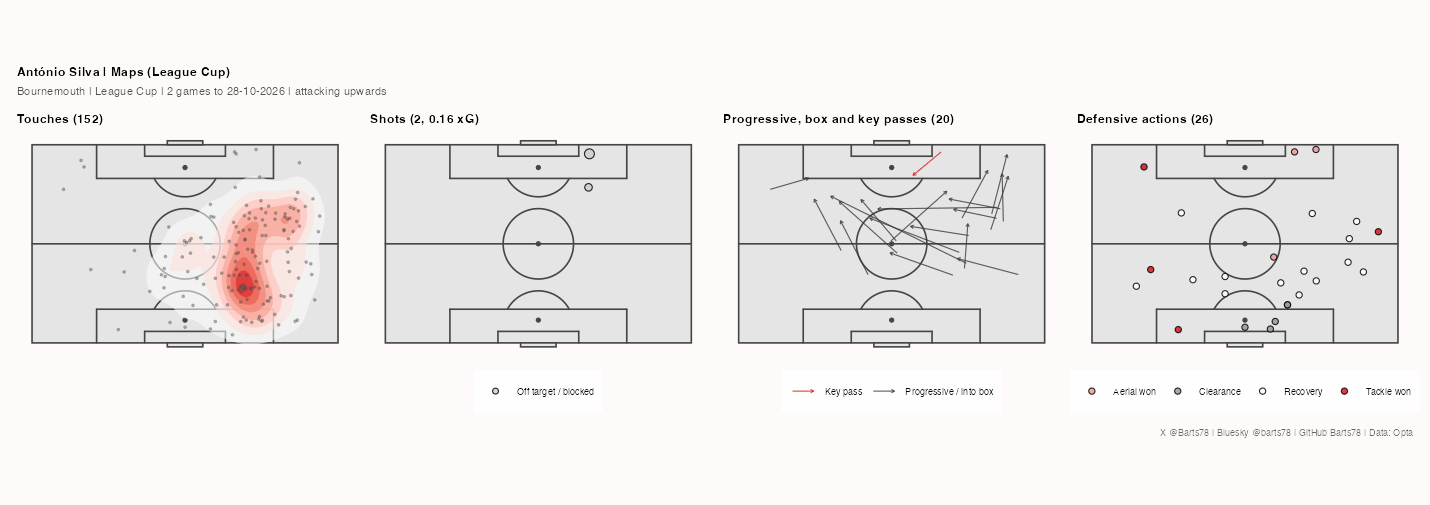 António Silva | Maps (League Cup)
Bournemouth | League Cup | 2 games to 28-10-2026 | attacking upwards
Touches (152)
Shots (2, 0.16 xG)
Progressive, box and key passes (20)
Defensive actions (26)
Off target / blocked
Key pass
Progressive / into box
Aerial won
Clearance
Recovery
Tackle won
X @Barts78 | Bluesky @barts78 | GitHub Barts78 | Data: Opta